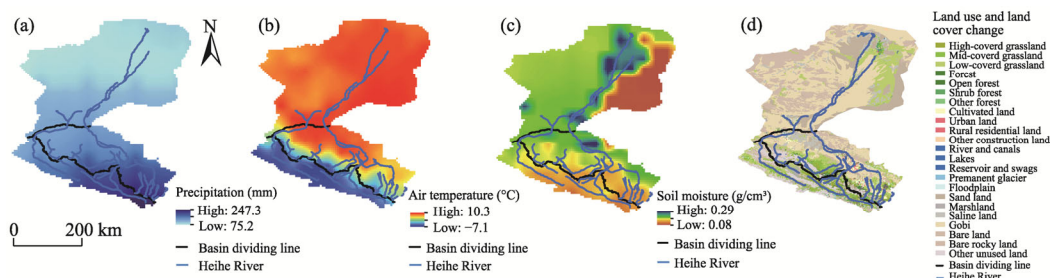 (a)
N
(b)
(c)
(d)
Precipitation (mm)
High: 247.3
Low: 75.2
Basin dividing line
Heihe River
0 200 km
Air temperature (°C)
High: 10.3
Low: −7.1
Basin dividing line
Heihe River
Soil moisture (g/cm³)
High: 0.29
Low: 0.08
Basin dividing line
Heihe River
Land use and land
cover change
High-coverd grassland
Mid-coverd grassland
Low-coverd grassland
Forest
Open forest
Shrub forest
Other forest
Cultivated land
Urban land
Rural residential land
Other construction land
River and canals
Lakes
Reservoir and swags
Premanent glacier
Floodplain
Sand land
Marshland
Saline land
Gobi
Bare land
Bare rocky land
Other unused land
Basin dividing line
Heihe River